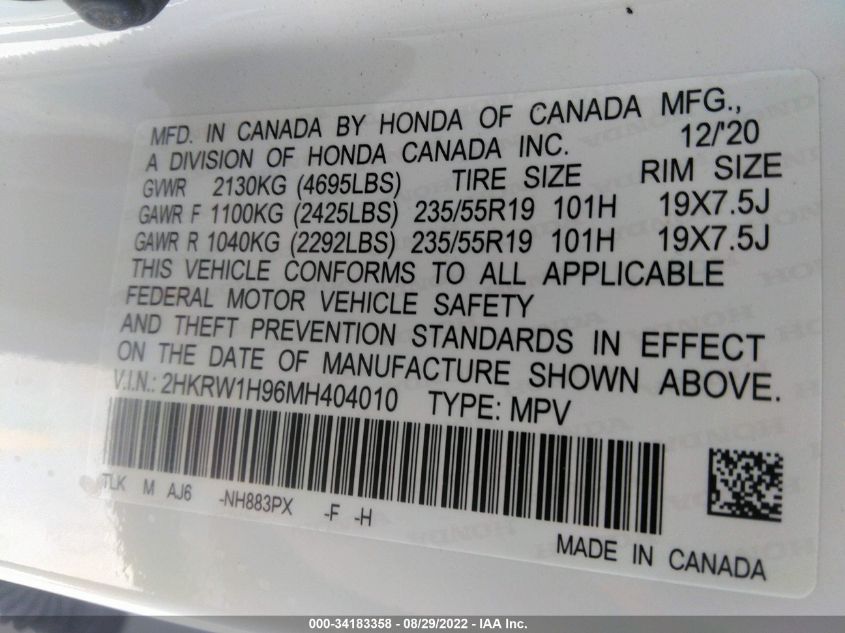 MFD. IN CANADA BY HONDA OF CANADA MFG.,
A DIVISION OF HONDA CANADA INC. 12/'20
GVWR 2130KG (4695LBS) TIRE SIZE RIM SIZE
GAWR F 1100KG (2425LBS) 235/55R19 101H 19X7.5J
GAWR R 1040KG (2292LBS) 235/55R19 101H 19X7.5J
THIS VEHICLE CONFORMS TO ALL APPLICABLE
FEDERAL MOTOR VEHICLE SAFETY
AND THEFT PREVENTION STANDARDS IN EFFECT
ON THE DATE OF MANUFACTURE SHOWN ABOVE.
V.I.N.: 2HKRW1H96MH404010 TYPE: MPV
TLK M AJ6 -NH883PX -F -H
MADE IN CANADA
000-34183358 - 08/29/2022 - IAA Inc.